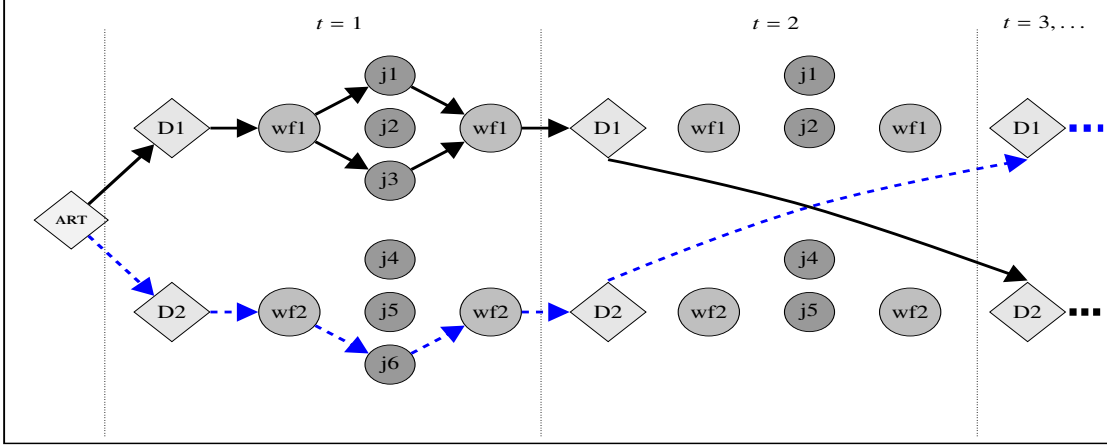 t = 1
t = 2
t = 3, . . .
j1
j1
D1
wf1
j2
wf1
D1
wf1
j2
wf1
D1
j3
ART
j4
j4
D2
wf2
j5
wf2
D2
wf2
j5
wf2
D2
j6